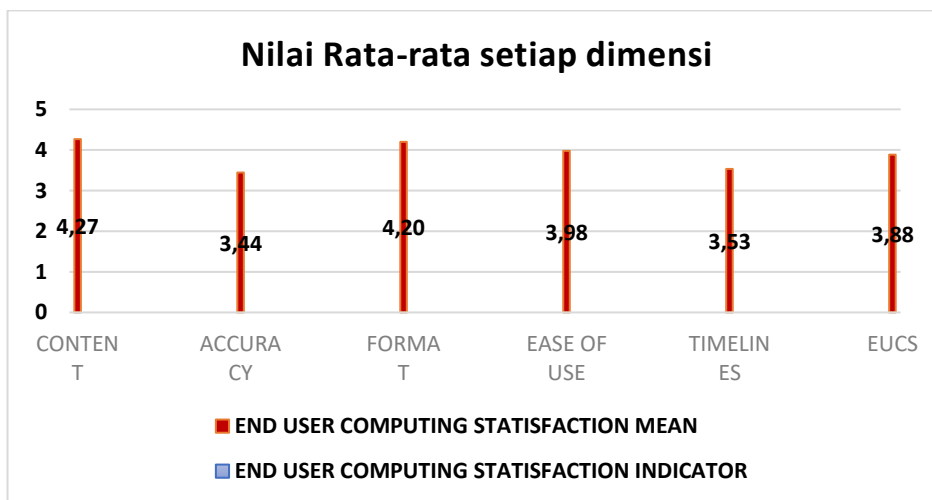 Nilai Rata-rata setiap dimensi
5
4
3
2
1
0
4,27
3,44
4,20
3,98
3,53
3,88
CONTEN
T
ACCURA
CY
FORMA
T
EASE OF
USE
TIMELIN
ES
EUCS
END USER COMPUTING STATISFACTION MEAN
END USER COMPUTING STATISFACTION INDICATOR